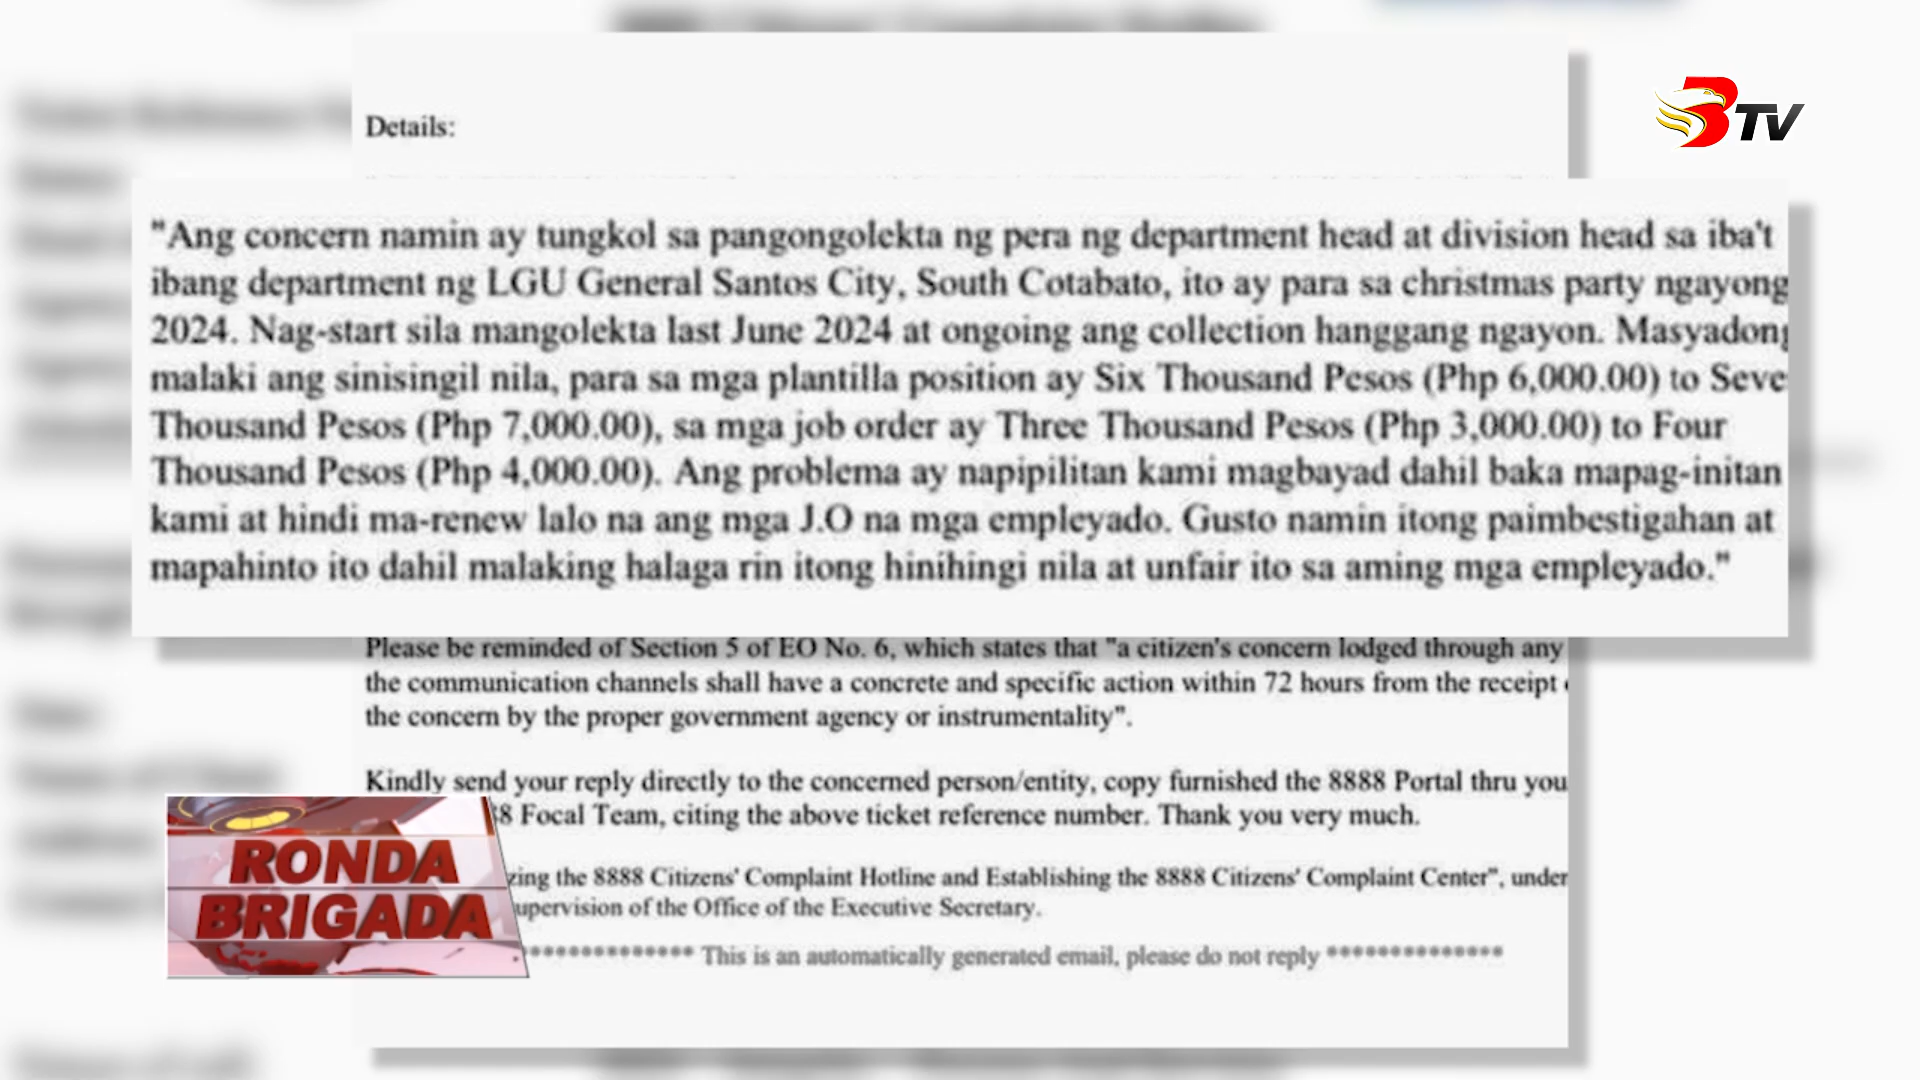 BTV
Details:
"Ang concern namin ay tungkol sa pangongolekta ng pera ng department head at division head sa iba't
ibang department ng LGU General Santos City, South Cotabato, ito ay para sa christmas party ngayong
2024. Nag-start sila mangolekta last June 2024 at ongoing ang collection hanggang ngayon. Masyadong
malaki ang sinisingil nila, para sa mga plantilla position ay Six Thousand Pesos (Php 6,000.00) to Seve
Thousand Pesos (Php 7,000.00), sa mga job order ay Three Thousand Pesos (Php 3,000.00) to Four
Thousand Pesos (Php 4,000.00). Ang problema ay napipilitan kami magbayad dahil baka mapag-initan
kami at hindi ma-renew lalo na ang mga J.O na mga empleyado. Gusto namin itong paimbestigahan at
mapahinto ito dahil malaking halaga rin itong hinihingi nila at unfair ito sa aming mga empleyado."
Please be reminded of Section 5 of EO No. 6, which states that "a citizen's concern lodged through any
the communication channels shall have a concrete and specific action within 72 hours from the receipt
the concern by the proper government agency or instrumentality".
Kindly send your reply directly to the concerned person/entity, copy furnished the 8888 Portal thru you
8 Focal Team, citing the above ticket reference number. Thank you very much.
zing the 8888 Citizens' Complaint Hotline and Establishing the 8888 Citizens' Complaint Center", under
upervision of the Office of the Executive Secretary.
************** This is an automatically generated email, please do not reply **************
RONDA
BRIGADA